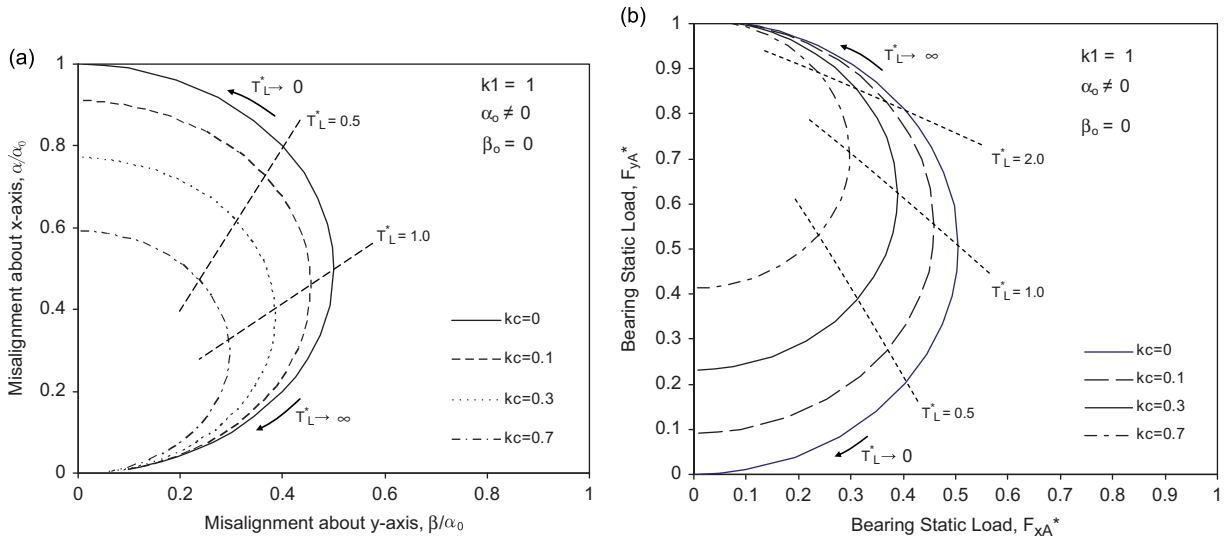 (a)
1
0.8
0.6
0.4
0.2
0
0 0.2 0.4 0.6 0.8 1
Misalignment about x-axis, α/α₀
Misalignment about y-axis, β/α₀
T*L→ 0
T*L= 0.5
T*L= 1.0
T*L→ ∞
k1 = 1
αo ≠ 0
βo = 0
kc=0
kc=0.1
kc=0.3
kc=0.7
(b)
1
0.9
0.8
0.7
0.6
0.5
0.4
0.3
0.2
0.1
0
0 0.1 0.2 0.3 0.4 0.5 0.6 0.7 0.8 0.9 1
Bearing Static Load, FyA*
Bearing Static Load, FxA*
T*L→ ∞
T*L= 2.0
T*L= 1.0
T*L= 0.5
T*L→ 0
k1 = 1
αo ≠ 0
βo = 0
kc=0
kc=0.1
kc=0.3
kc=0.7